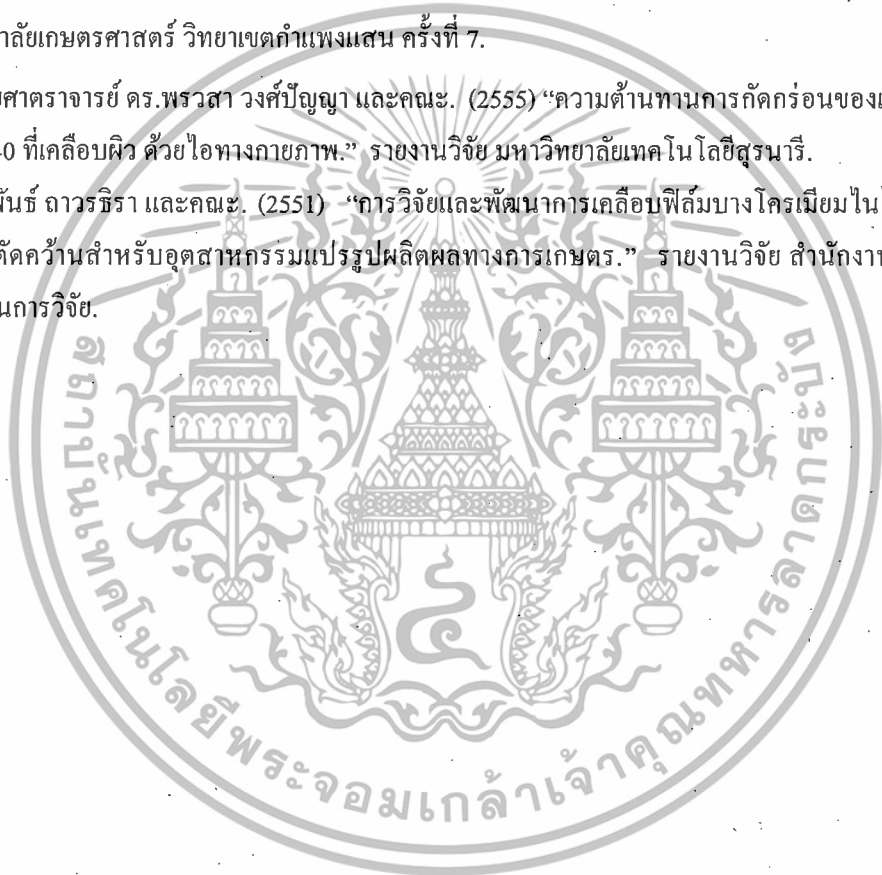 าลัยเกษตรศาสตร์ วิทยาเขตกำแพงแสน ครั้งที่ 7.
ยศาตราจารย์ ดร.พรวสา วงศ์ปัญญา และคณะ. (2555) “ความต้านทานการกัดกร่อนของเ
40 ที่เคลือบผิว ด้วยไอทางกายภาพ.” รายงานวิจัย มหาวิทยาลัยเทคโนโลยีสุรนารี.
พันธ์ ถาวรธิรา และคณะ. (2551) “การวิจัยและพัฒนาการเคลือบฟิล์มบางโครเมียมไนไ
ตัดคว้านสำหรับอุตสาหกรรมแปรรูปผลิตผลทางการเกษตร.” รายงานวิจัย สำนักงาน
นการวิจัย.
สถาบันเทคโนโลยีพระจอมเกล้าเจ้าคุณทหารลาดกระบัง
๔